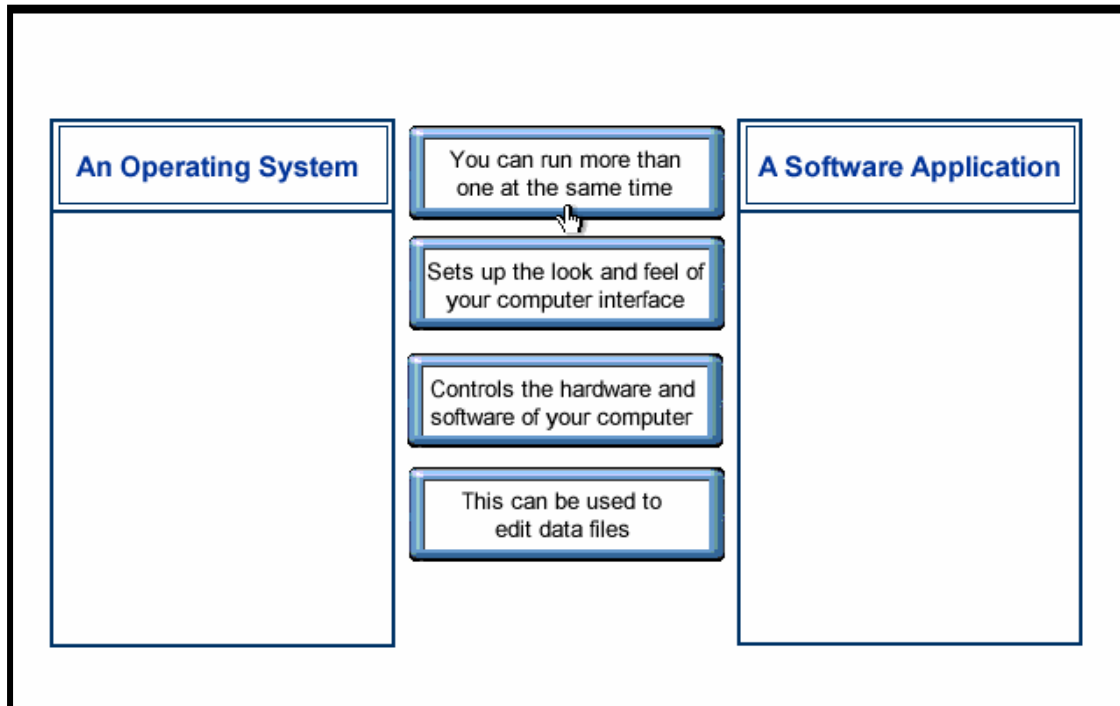 An Operating System
You can run more than
one at the same time
Sets up the look and feel of
your computer interface
Controls the hardware and
software of your computer
This can be used to
edit data files
A Software Application